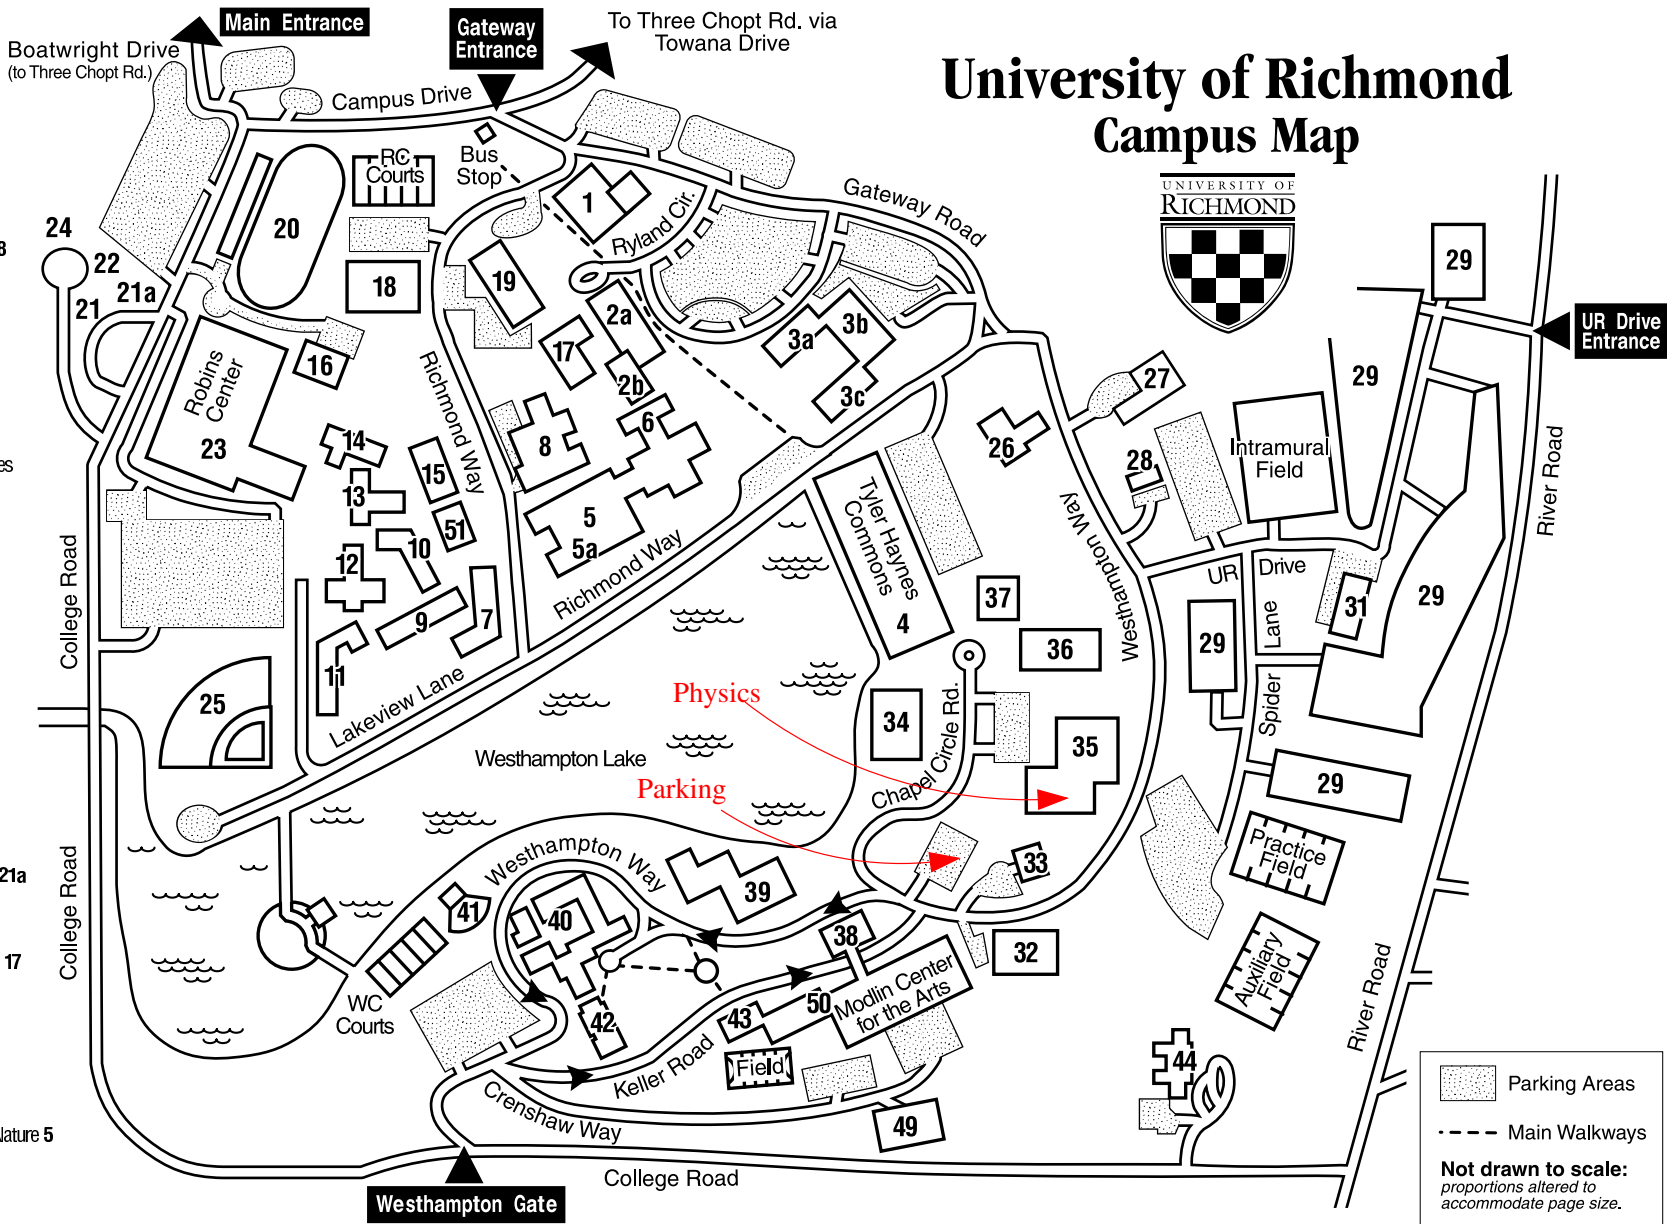 Main Entrance
Gateway
Entrance
To Three Chopt Rd. via
Towana Drive
Boatwright Drive
(to Three Chopt Rd.)
University of Richmond
Campus Map
UNIVERSITY OF
RICHMOND
Campus Drive
RC
Courts
Bus
Stop
1
Ryland Cir.
Gateway Road
20
24
22
21a
21
8
18
19
2a
17
2b
3a
3b
3c
29
UR Drive
Entrance
16
Robins
Center
23
Richmond Way
14
15
13
51
10
12
9
7
11
8
6
5
5a
Richmond Way
es
College Road
26
27
28
29
Intramural
Field
River Road
Tyler Haynes
Commons
4
37
36
Westhampton Way
UR Drive
29
Lane
Spider
31
29
25
Lakeview Lane
Physics
34
Chapel Circle Rd.
35
Westhampton Lake
Parking
29
Practice
Field
21a
College Road
Westhampton Way
39
33
41
40
38
32
Auxiliary
Field
17
WC
Courts
42
43
50
Modlin Center
for the Arts
Field
Keller Road
River Road
44
Crenshaw Way
49
Nature 5
College Road
Westhampton Gate
Parking Areas
Main Walkways
Not drawn to scale:
proportions altered to
accommodate page size.